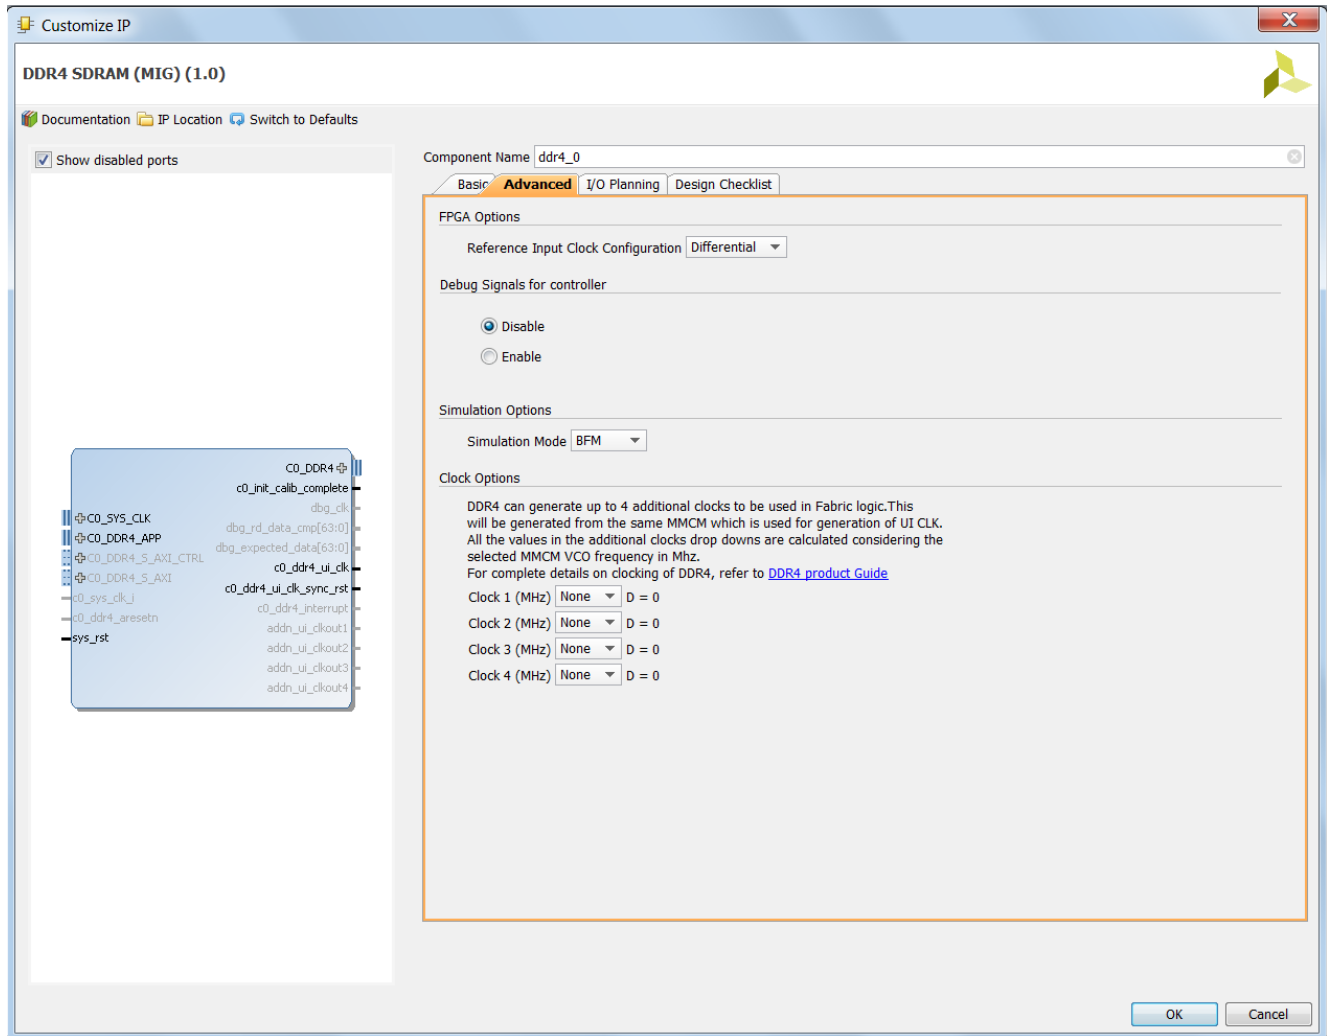 Customize IP
DDR4 SDRAM (MIG) (1.0)
Documentation IP Location Switch to Defaults
Show disabled ports
C0_DDR4
c0_init_calib_complete
dbg_clk
C0_SYS_CLK
dbg_rd_data_cmp[63:0]
C0_DDR4_APP
dbg_expected_data[63:0]
C0_DDR4_S_AXI_CTRL
c0_ddr4_ui_clk
C0_DDR4_S_AXI
c0_ddr4_ui_clk_sync_rst
c0_sys_clk_i
c0_ddr4_interrupt
c0_ddr4_aresetn
addn_ui_clkout1
sys_rst
addn_ui_clkout2
addn_ui_clkout3
addn_ui_clkout4
Component Name ddr4_0
Basic Advanced I/O Planning Design Checklist
FPGA Options
Reference Input Clock Configuration Differential
Debug Signals for controller
Disable
Enable
Simulation Options
Simulation Mode BFM
Clock Options
DDR4 can generate up to 4 additional clocks to be used in Fabric logic.This
will be generated from the same MMCM which is used for generation of UI CLK.
All the values in the additional clocks drop downs are calculated considering the
selected MMCM VCO frequency in Mhz.
For complete details on clocking of DDR4, refer to DDR4 product Guide
Clock 1 (MHz) None D = 0
Clock 2 (MHz) None D = 0
Clock 3 (MHz) None D = 0
Clock 4 (MHz) None D = 0
OK Cancel